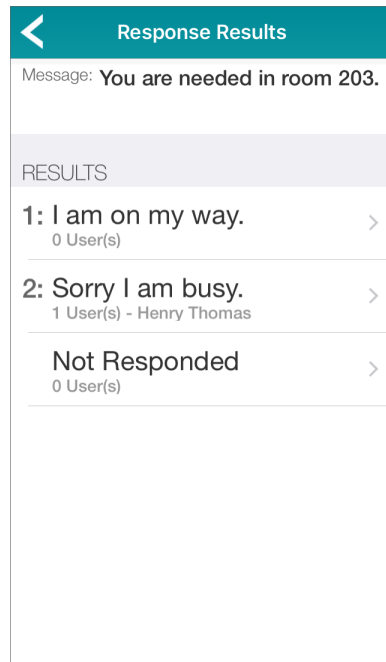 Response Results
Message: You are needed in room 203.
RESULTS
1: I am on my way.
0 User(s)
2: Sorry I am busy.
1 User(s) - Henry Thomas
Not Responded
0 User(s)